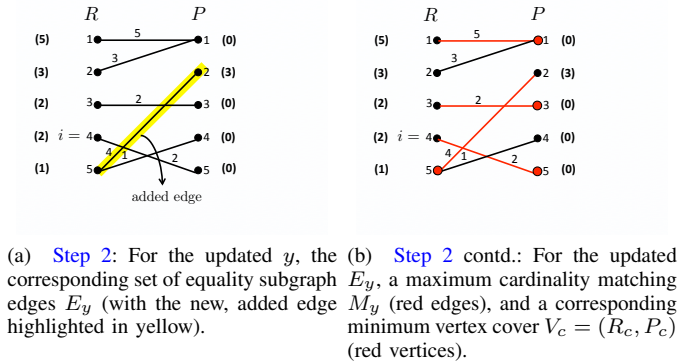 R P
(5) 1 5 1 (0)
3
(3) 2 2 (3)
(2) 3 2 3 (0)
(2) i = 4 4 (0)
4 1 2
(1) 5 5 (0)
added edge
(a) Step 2: For the updated y, the
corresponding set of equality subgraph
edges E_y (with the new, added edge
highlighted in yellow).
R P
(5) 1 5 1 (0)
3
(3) 2 2 (3)
(2) 3 2 3 (0)
(2) i = 4 4 (0)
4 1 2
(1) 5 5 (0)
(b) Step 2 contd.: For the updated
E_y, a maximum cardinality matching
M_y (red edges), and a corresponding
minimum vertex cover V_c = (R_c, P_c)
(red vertices).